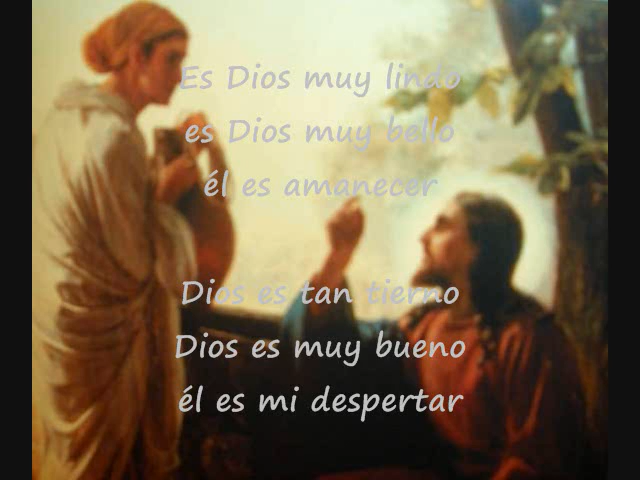 Es Dios muy lindo
es Dios muy bello
él es amanecer
Dios es tan tierno
Dios es muy bueno
él es mi despertar